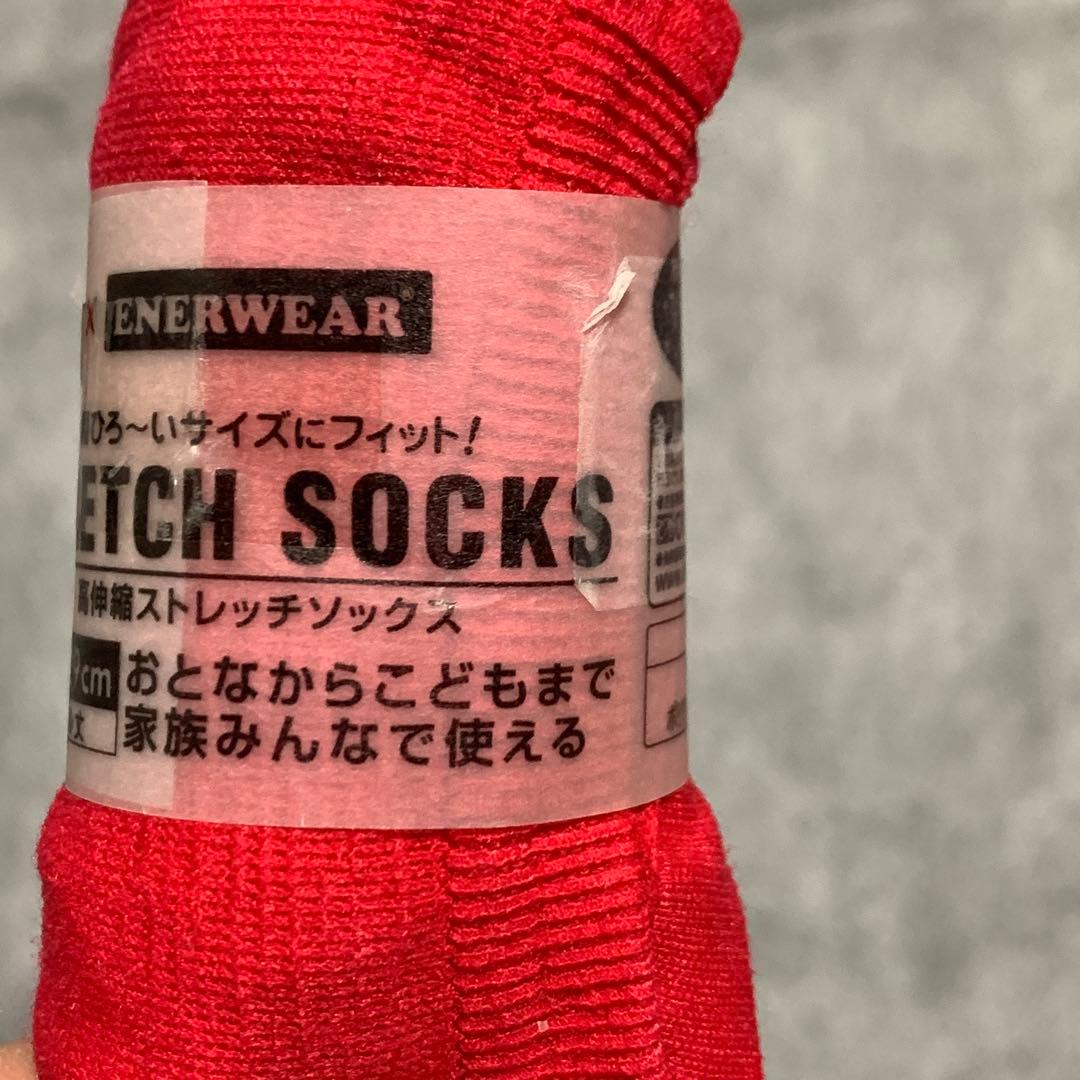 ENERWEAR
ひろ～いサイズにフィット!
ETCH SOCKS
高伸縮ストレッチソックス
9cm
丈
おとなからこどもまで
家族みんなで使える